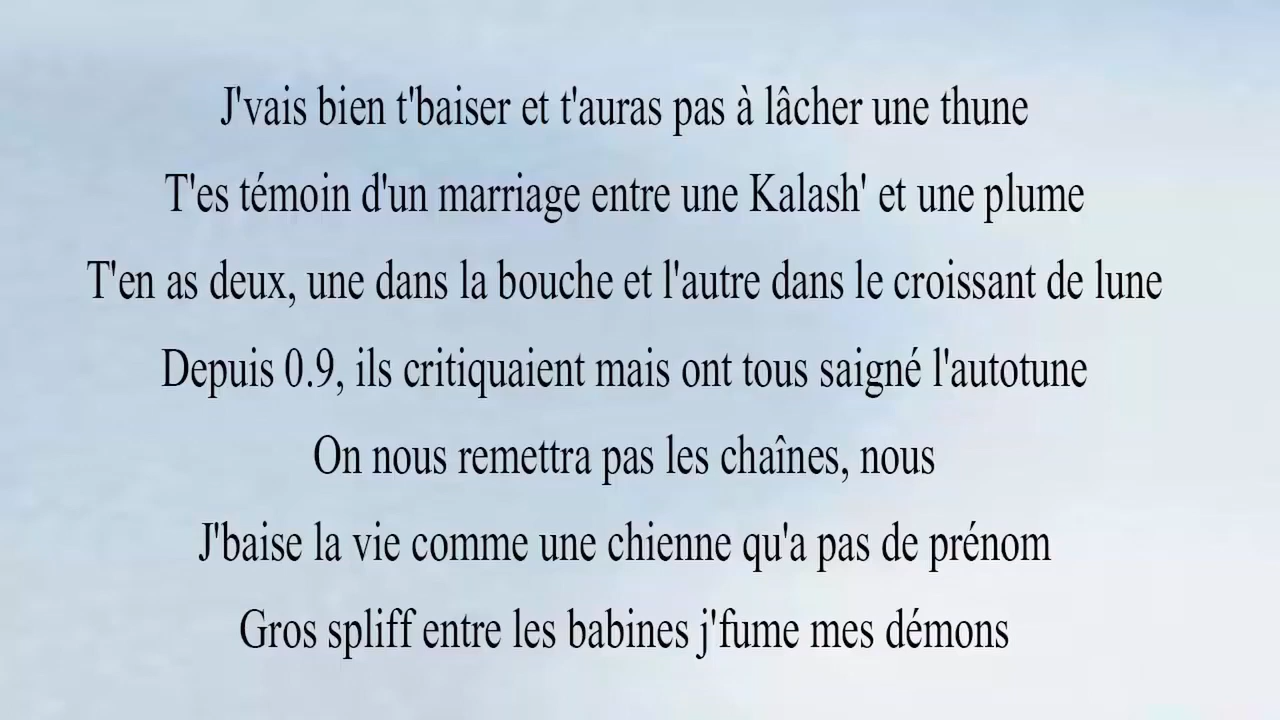 J'vais bien t'baiser et t'auras pas à lâcher une thune
T'es témoin d'un marriage entre une Kalash' et une plume
T'en as deux, une dans la bouche et l'autre dans le croissant de lune
Depuis 0.9, ils critiquaient mais ont tous saigné l'autotune
On nous remettra pas les chaînes, nous
J'baise la vie comme une chienne qu'a pas de prénom
Gros spliff entre les babines j'fume mes démons